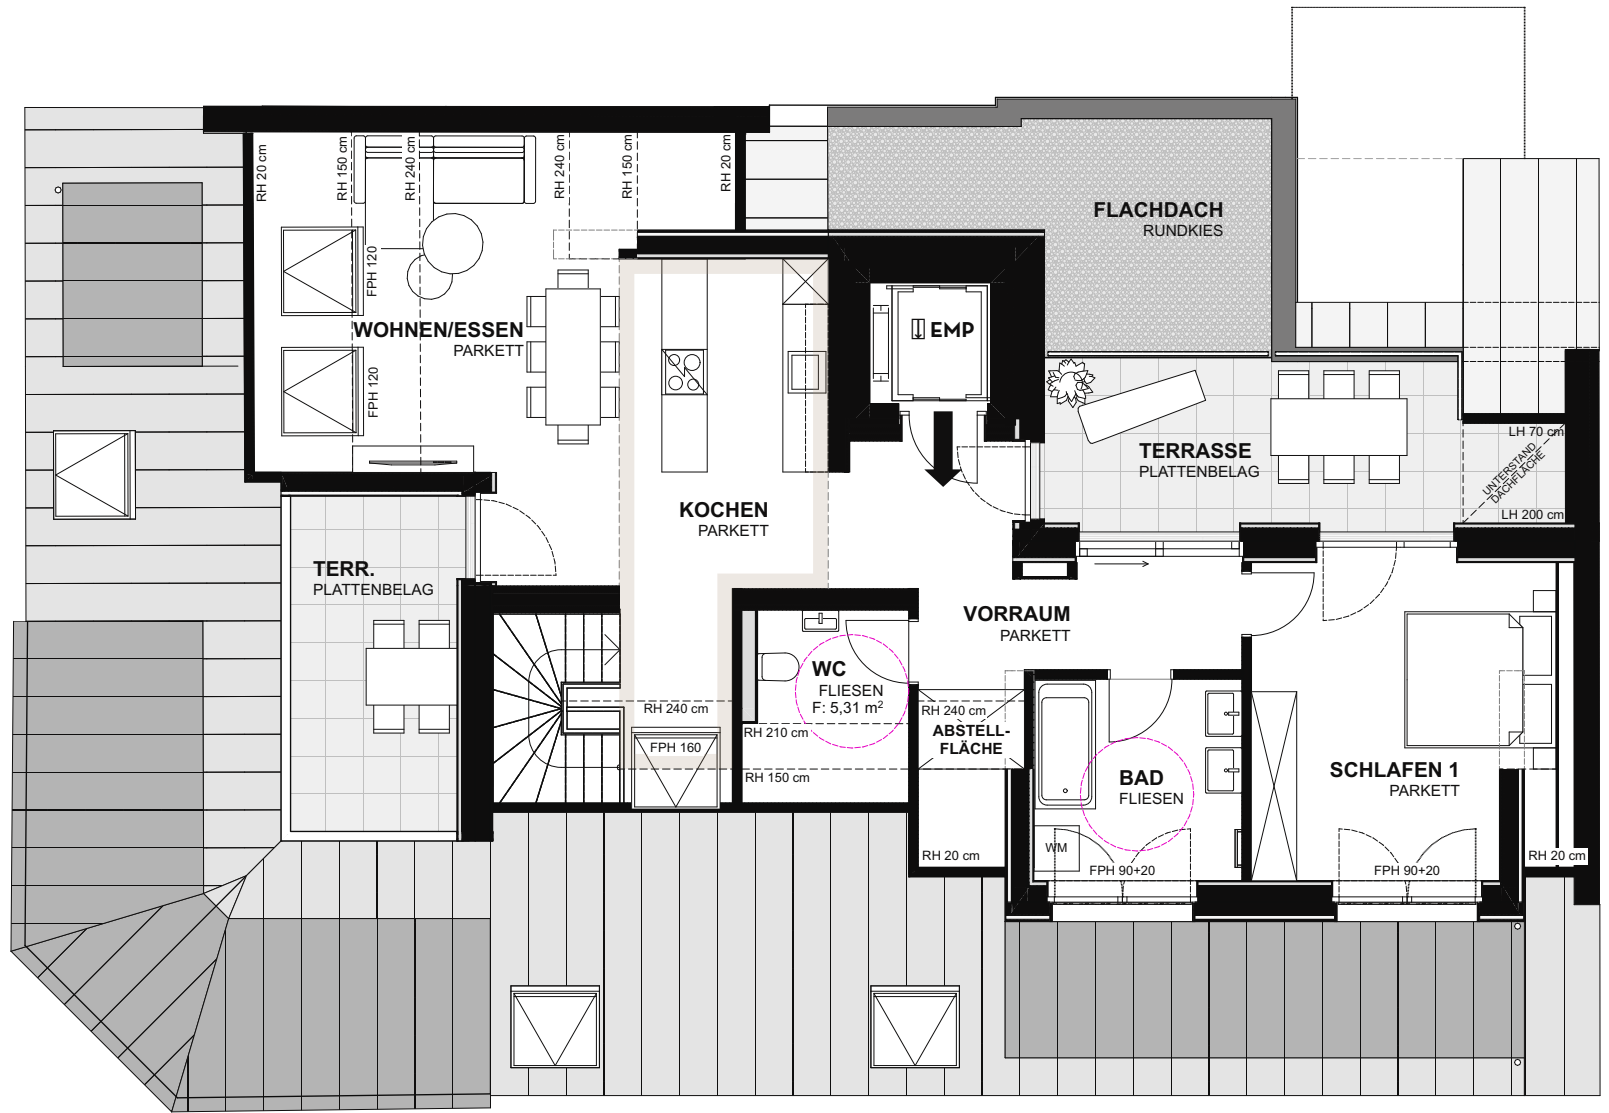 RH 20 cm
RH 150 cm
RH 240 cm
RH 240 cm
RH 150 cm
RH 20 cm
FLACHDACH
RUNDKIES
FPH 120
WOHNEN/ESSEN
PARKETT
FPH 120
EMP
TERRASSE
PLATTENBELAG
LH 70 cm
UNTERSTAND
DACHFLÄCHE
LH 200 cm
KOCHEN
PARKETT
TERR.
PLATTENBELAG
VORRAUM
PARKETT
WC
FLIESEN
F: 5,31 m²
RH 240 cm
RH 210 cm
FPH 160
RH 150 cm
RH 240 cm
ABSTELL-
FLÄCHE
BAD
FLIESEN
SCHLAFEN 1
PARKETT
WM
RH 20 cm
FPH 90+20
FPH 90+20
RH 20 cm